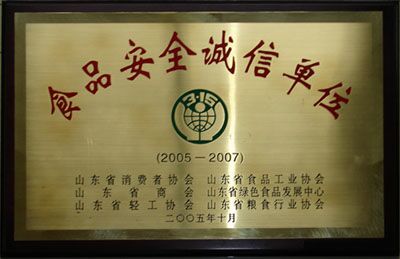 食品安全诚信单位
(2005－2007)
山东省消费者协会 山东省食品工业协会
山东省商会 山东省绿色食品发展中心
山东省轻工协会 山东省粮食行业协会
二〇〇五年十月